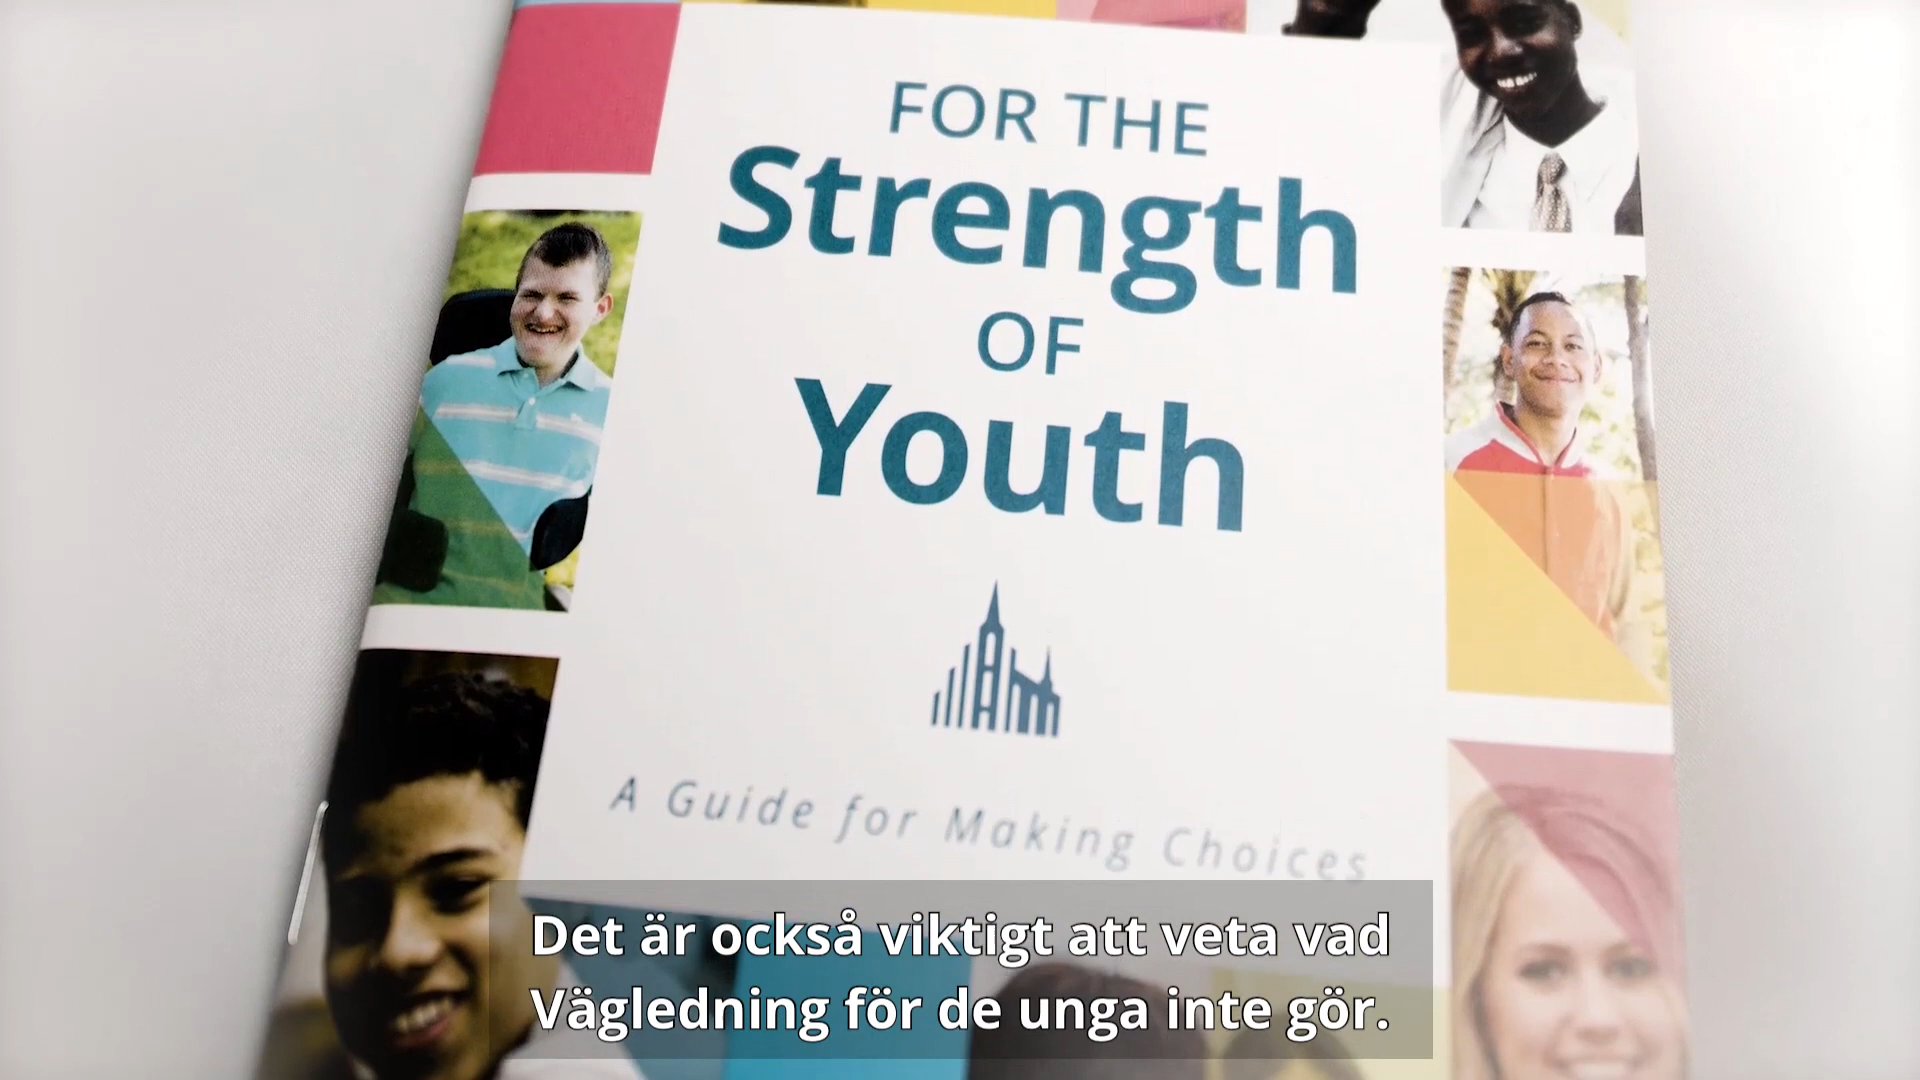 FOR THE
Strength
OF
Youth
A Guide for Making Choices
Det är också viktigt att veta vad
Vägledning för de unga inte gör.